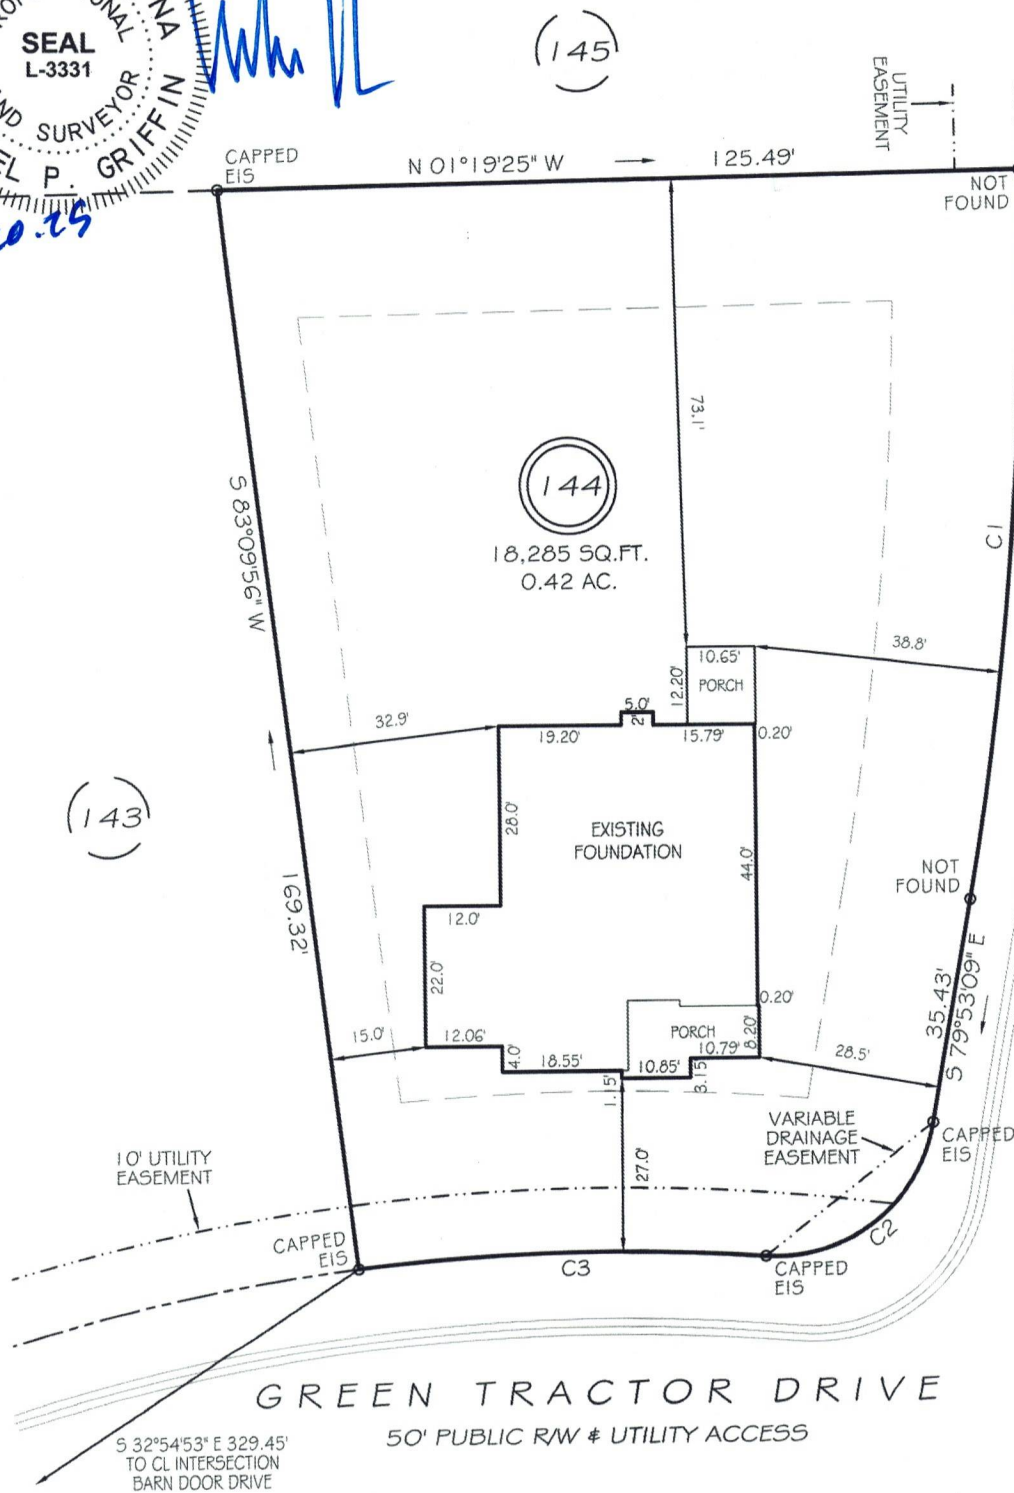 SEAL
L-3331
SURVEYOR
P. GRIFFIN
145
UTILITY
EASEMENT
CAPPED
EIS
N 01°19'25" W
125.49'
NOT
FOUND
73.1'
S 83°09'56" W
169.32'
144
18,285 SQ.FT.
0.42 AC.
C1
38.8'
10.65'
PORCH
12.20'
5.0'
2'
32.9'
19.20'
15.79'
0.20'
143
28.0'
EXISTING
FOUNDATION
44.0'
NOT
FOUND
12.0'
22.0'
35.43'
S 79°53'09" E
0.20'
PORCH
8.20'
15.0'
12.06'
4.0'
18.55'
10.85'
10.79'
28.5'
1.15'
3.15'
VARIABLE
DRAINAGE
EASEMENT
CAPPED
EIS
10' UTILITY
EASEMENT
27.0'
CAPPED
EIS
C3
C2
CAPPED
EIS
GREEN TRACTOR DRIVE
50' PUBLIC R/W & UTILITY ACCESS
S 32°54'53" E 329.45'
TO CL INTERSECTION
BARN DOOR DRIVE